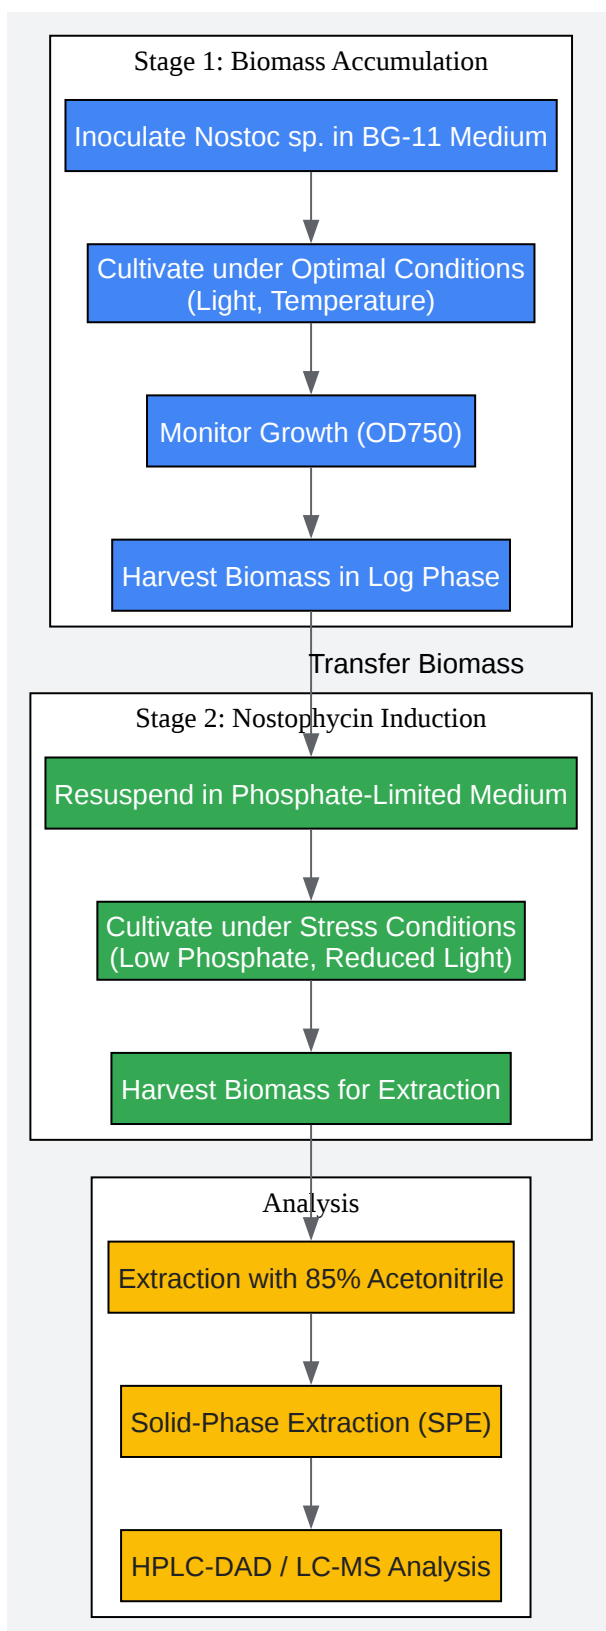 Stage 1: Biomass Accumulation
Inoculate Nostoc sp. in BG-11 Medium
Cultivate under Optimal Conditions
(Light, Temperature)
Monitor Growth (OD750)
Harvest Biomass in Log Phase
Transfer Biomass
Stage 2: Nostophycin Induction
Resuspend in Phosphate-Limited Medium
Cultivate under Stress Conditions
(Low Phosphate, Reduced Light)
Harvest Biomass for Extraction
Analysis
Extraction with 85% Acetonitrile
Solid-Phase Extraction (SPE)
HPLC-DAD / LC-MS Analysis